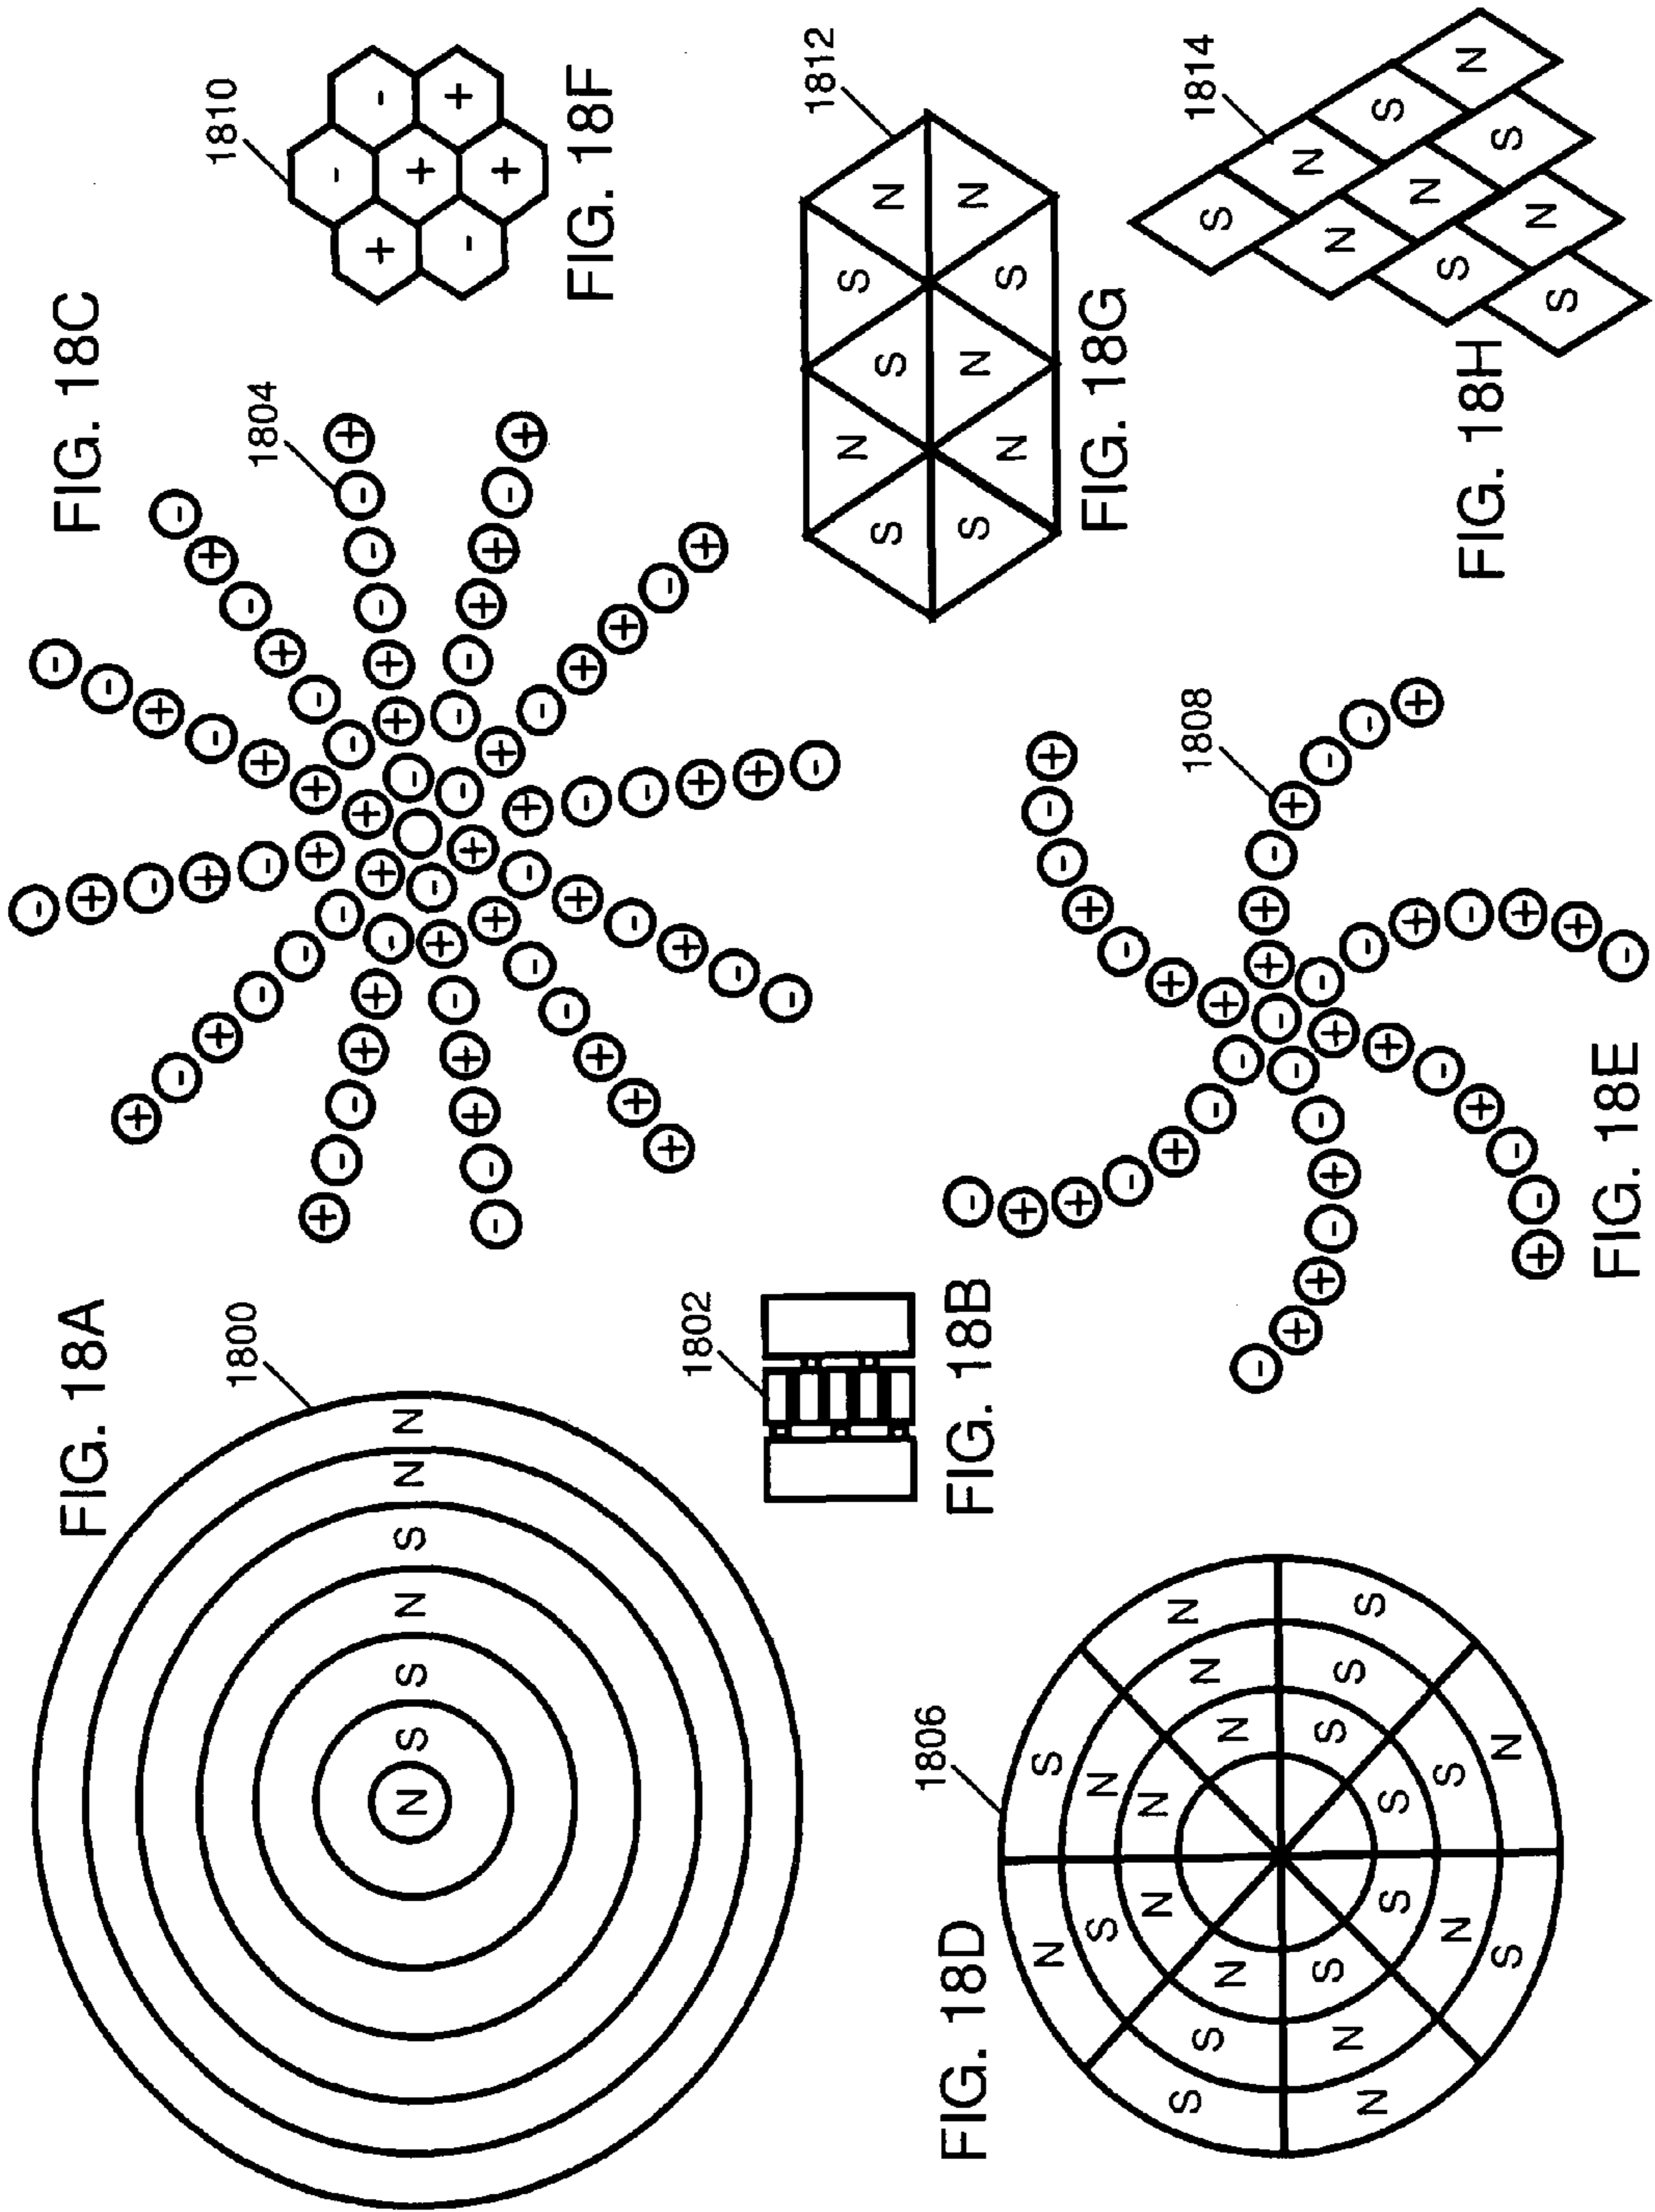 FIG. 18A
1800
N S S N S N N
FIG. 18B
1802
FIG. 18C
1804
+ + - + - + -
+ + + - + - -
- - - + - + -
+ + - - - +
- - - + + - +
+ - + + - +
+ - - + + -
+ - + - + - -
- + - - + + +
+ - + + - -
- + + - - +
- - - + - +
FIG. 18D
1806
N S
S N
N N
S N
S N
N N
S S
N S
N S
S S
N S
S N
FIG. 18E
1808
-
+ + - + - - +
+ + - + - - +
- - + - + + -
+ + - + - - +
- - + - + + -
- - + - + + -
FIG. 18F
1810
-
+ -
+
- +
+
FIG. 18G
1812
S N S S N
S N N S N
FIG. 18H
1814
S N S N
N N S
S N
S